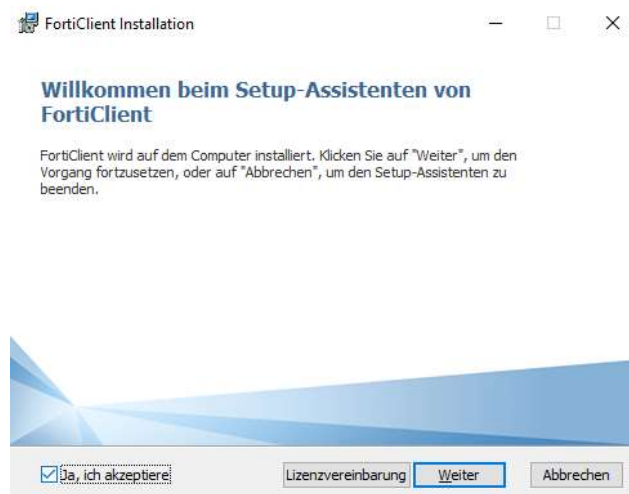 FortiClient Installation
Willkommen beim Setup-Assistenten von
FortiClient
FortiClient wird auf dem Computer installiert. Klicken Sie auf "Weiter", um den
Vorgang fortzusetzen, oder auf "Abbrechen", um den Setup-Assistenten zu
beenden.
Ja, ich akzeptiere
Lizenzvereinbarung
Weiter
Abbrechen